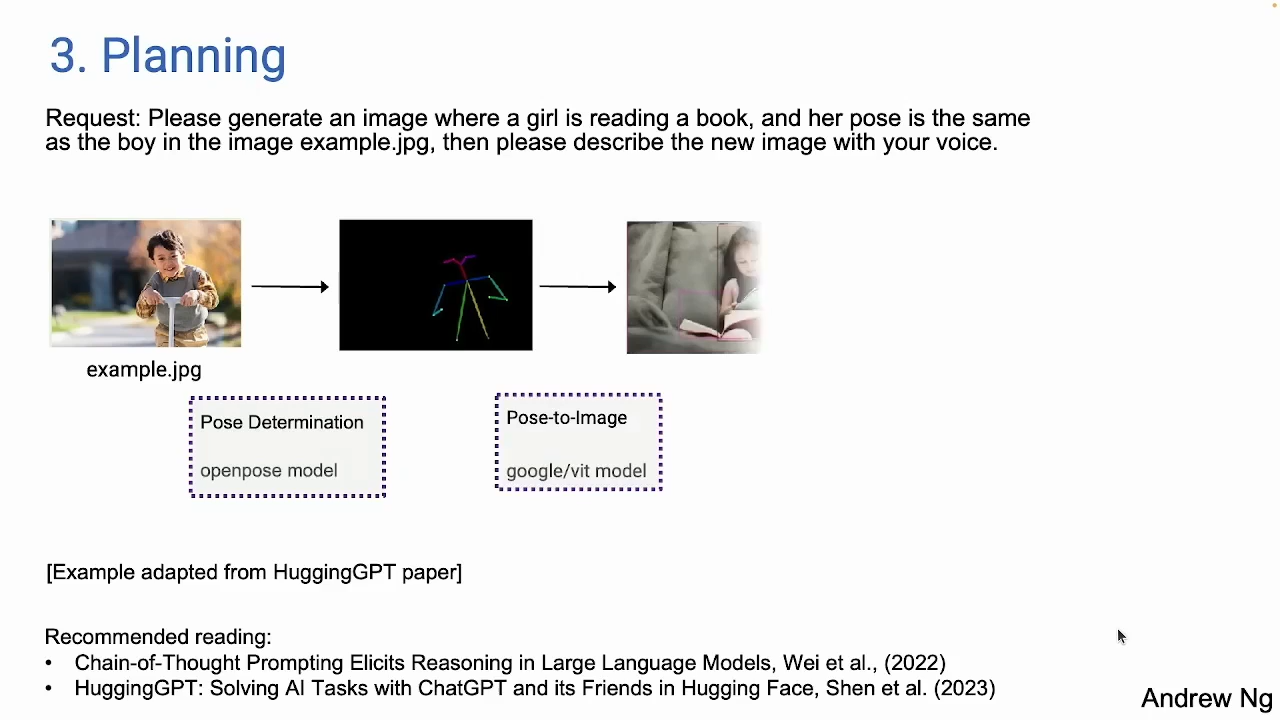 3. Planning
Request: Please generate an image where a girl is reading a book, and her pose is the same
as the boy in the image example.jpg, then please describe the new image with your voice.
example.jpg
Pose Determination
openpose model
Pose-to-Image
google/vit model
[Example adapted from HuggingGPT paper]
Recommended reading:
• Chain-of-Thought Prompting Elicits Reasoning in Large Language Models, Wei et al., (2022)
• HuggingGPT: Solving AI Tasks with ChatGPT and its Friends in Hugging Face, Shen et al. (2023)
Andrew Ng